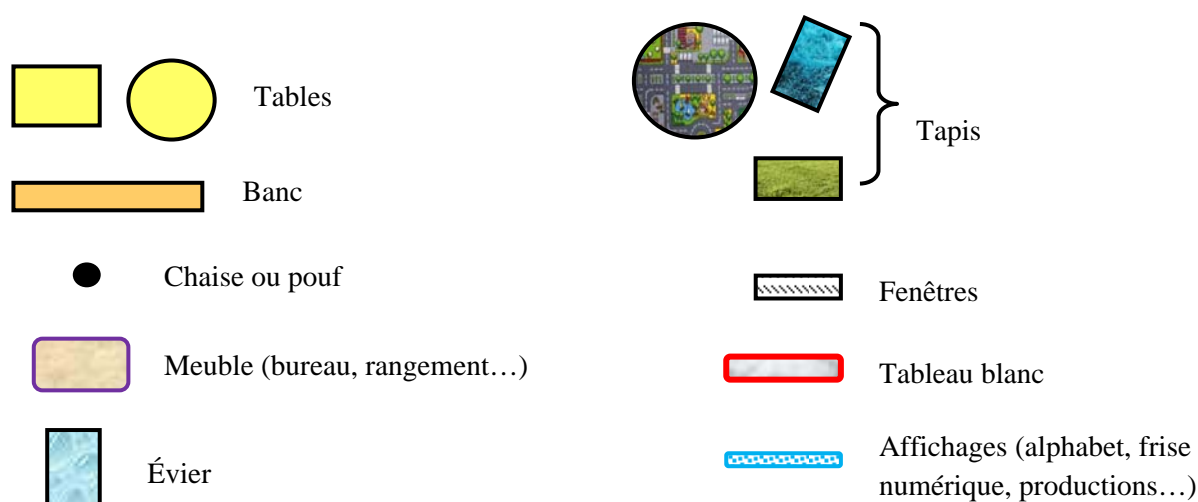 Tables
Banc
Chaise ou pouf
Meuble (bureau, rangement…)
Évier
Tapis
Fenêtres
Tableau blanc
Affichages (alphabet, frise
numérique, productions…)